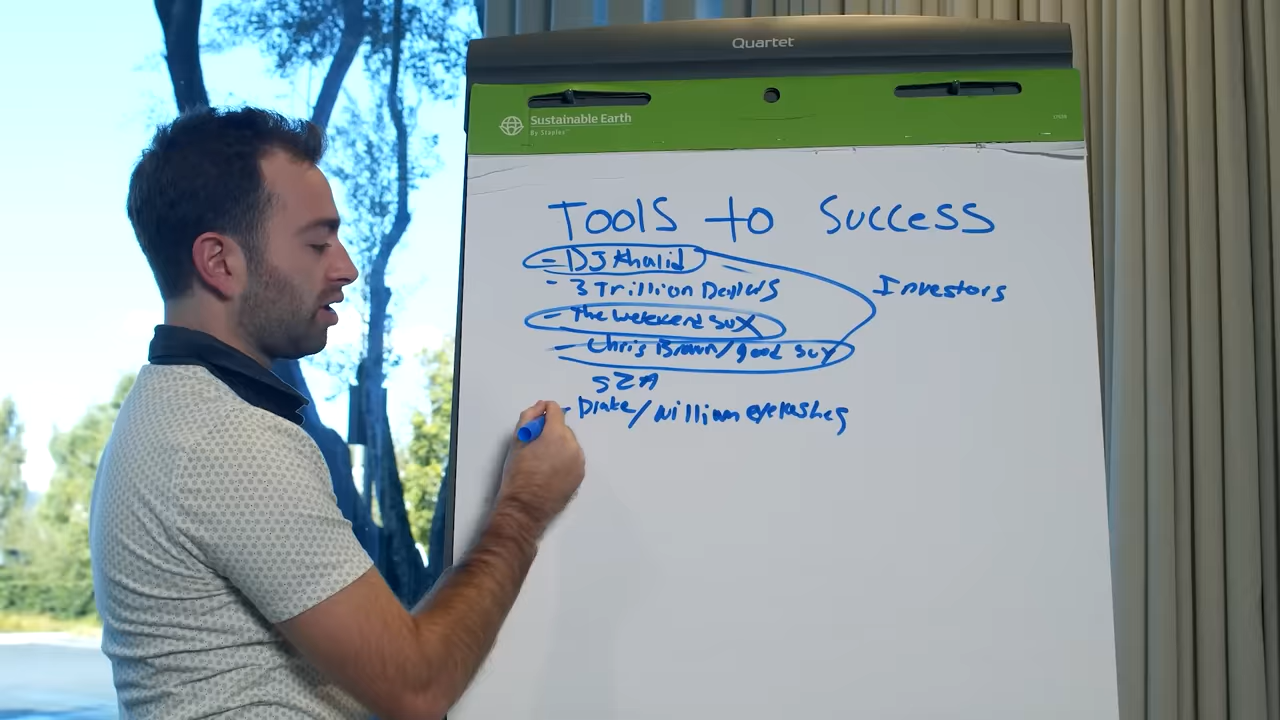 Quartet
Sustainable Earth
By Staples™
Tools to Success
- DJ Khalid
- 3 Trillion Dollars
- The weekend sux
- Chris Brown/good guy
SZA
- Drake/ million eyelashes
Investors